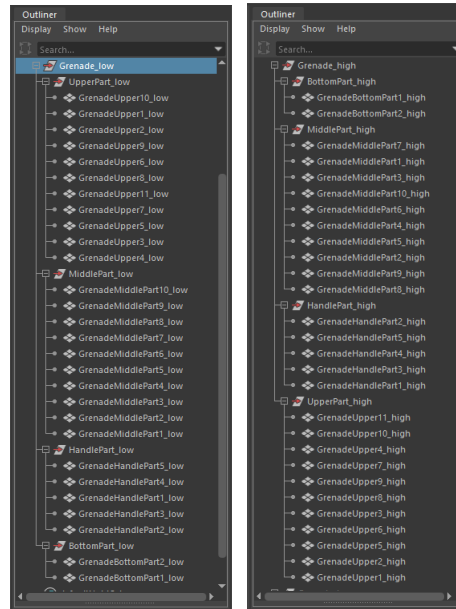 Outliner
Display Show Help
Search...
Grenade_low
UpperPart_low
GrenadeUpper10_low
GrenadeUpper1_low
GrenadeUpper2_low
GrenadeUpper9_low
GrenadeUpper6_low
GrenadeUpper8_low
GrenadeUpper11_low
GrenadeUpper7_low
GrenadeUpper5_low
GrenadeUpper3_low
GrenadeUpper4_low
MiddlePart_low
GrenadeMiddlePart10_low
GrenadeMiddlePart9_low
GrenadeMiddlePart8_low
GrenadeMiddlePart7_low
GrenadeMiddlePart6_low
GrenadeMiddlePart5_low
GrenadeMiddlePart4_low
GrenadeMiddlePart3_low
GrenadeMiddlePart2_low
GrenadeMiddlePart1_low
HandlePart_low
GrenadeHandlePart5_low
GrenadeHandlePart4_low
GrenadeHandlePart1_low
GrenadeHandlePart3_low
GrenadeHandlePart2_low
BottomPart_low
GrenadeBottomPart2_low
GrenadeBottomPart1_low
Outliner
Display Show Help
Search...
Grenade_high
BottomPart_high
GrenadeBottomPart1_high
GrenadeBottomPart2_high
MiddlePart_high
GrenadeMiddlePart7_high
GrenadeMiddlePart1_high
GrenadeMiddlePart3_high
GrenadeMiddlePart10_high
GrenadeMiddlePart6_high
GrenadeMiddlePart4_high
GrenadeMiddlePart5_high
GrenadeMiddlePart2_high
GrenadeMiddlePart9_high
GrenadeMiddlePart8_high
HandlePart_high
GrenadeHandlePart2_high
GrenadeHandlePart5_high
GrenadeHandlePart4_high
GrenadeHandlePart3_high
GrenadeHandlePart1_high
UpperPart_high
GrenadeUpper11_high
GrenadeUpper10_high
GrenadeUpper4_high
GrenadeUpper7_high
GrenadeUpper9_high
GrenadeUpper8_high
GrenadeUpper3_high
GrenadeUpper6_high
GrenadeUpper5_high
GrenadeUpper2_high
GrenadeUpper1_high